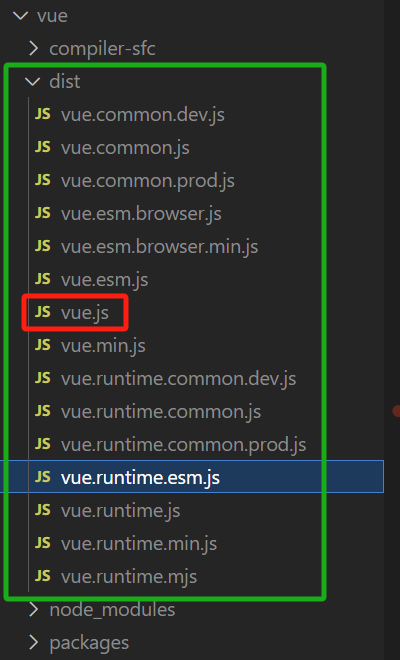 vue
compiler-sfc
dist
JS vue.common.dev.js
JS vue.common.js
JS vue.common.prod.js
JS vue.esm.browser.js
JS vue.esm.browser.min.js
JS vue.esm.js
JS vue.js
JS vue.min.js
JS vue.runtime.common.dev.js
JS vue.runtime.common.js
JS vue.runtime.common.prod.js
JS vue.runtime.esm.js
JS vue.runtime.js
JS vue.runtime.min.js
JS vue.runtime.mjs
node_modules
packages